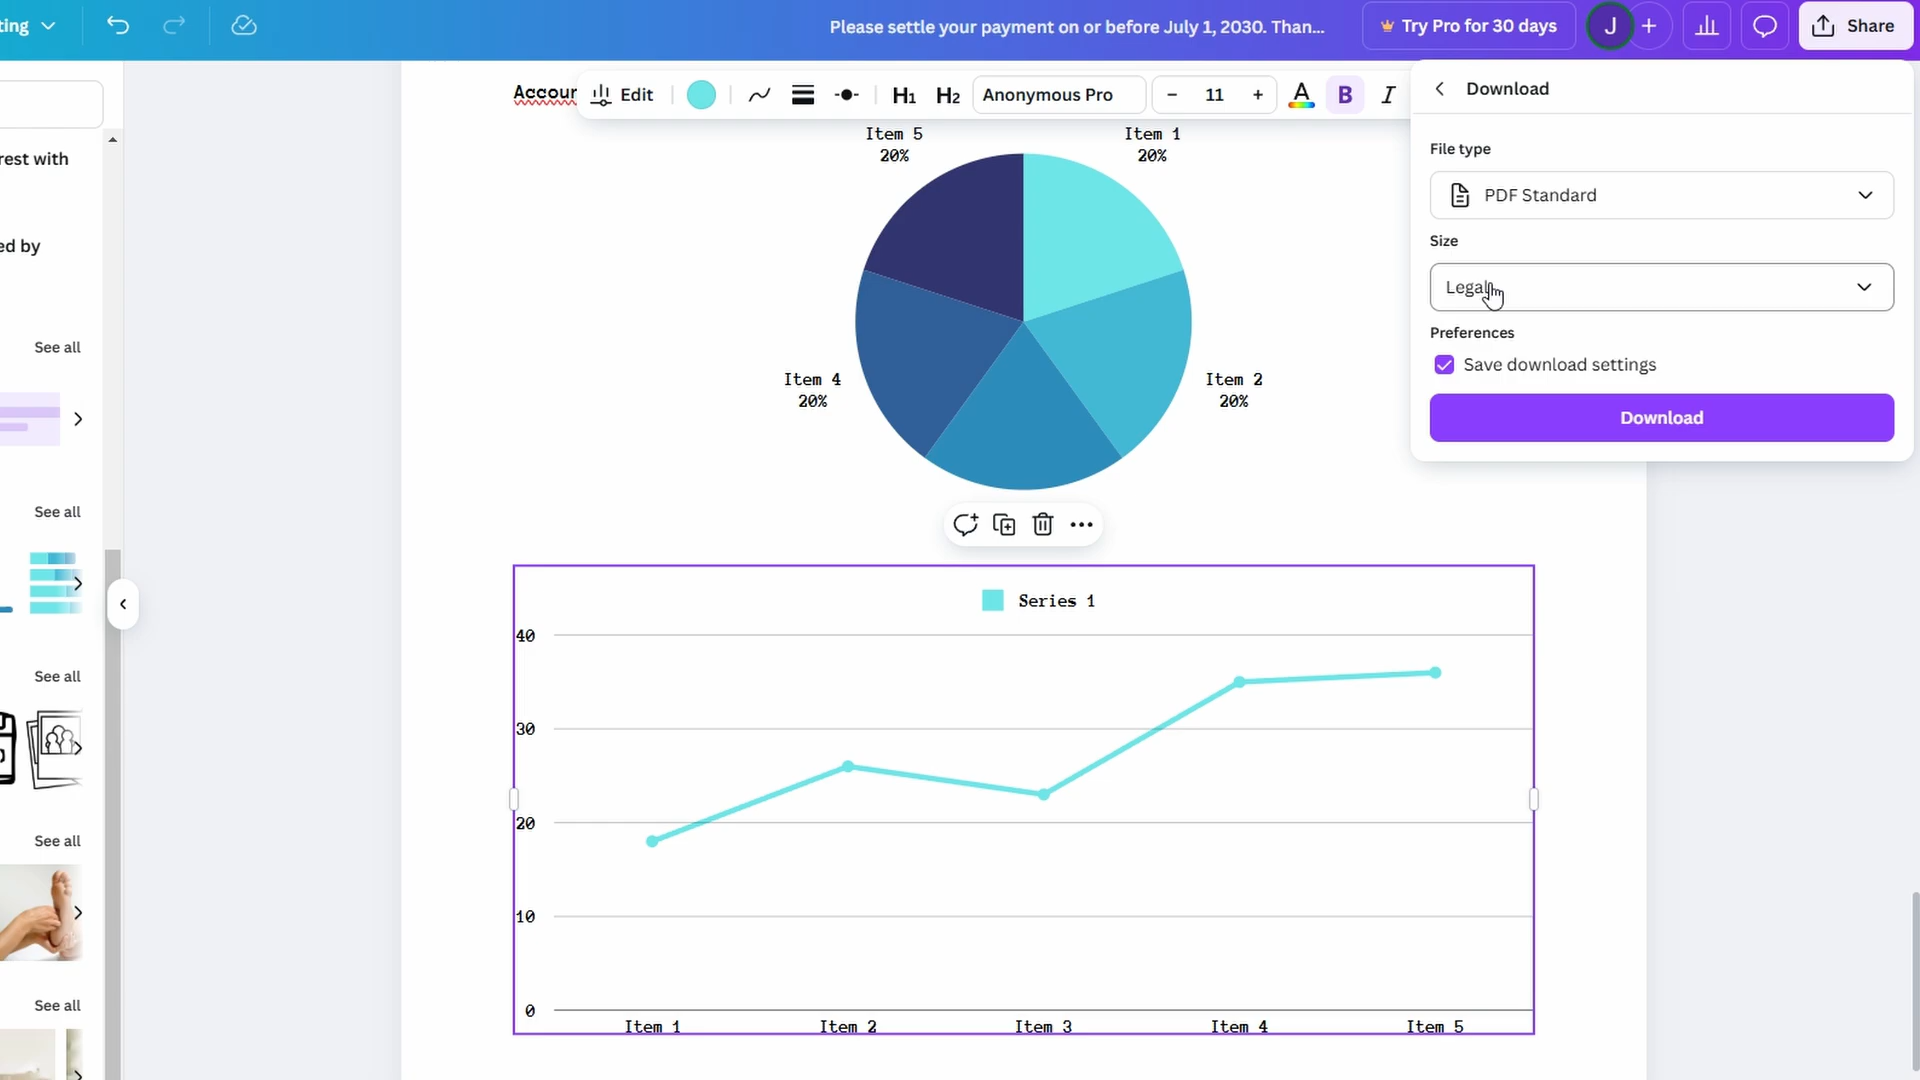 ting
Please settle your payment on or before July 1, 2030. Than...
Try Pro for 30 days
J
Share
Accoun
Edit
H1
H2
Anonymous Pro
11
A
B
I
rest with
ed by
See all
See all
See all
See all
See all
Item 5
20%
Item 1
20%
Item 4
20%
Item 2
20%
Series 1
40
30
20
10
0
Item 1
Item 2
Item 3
Item 4
Item 5
Download
File type
PDF Standard
Size
Legal
Preferences
Save download settings
Download